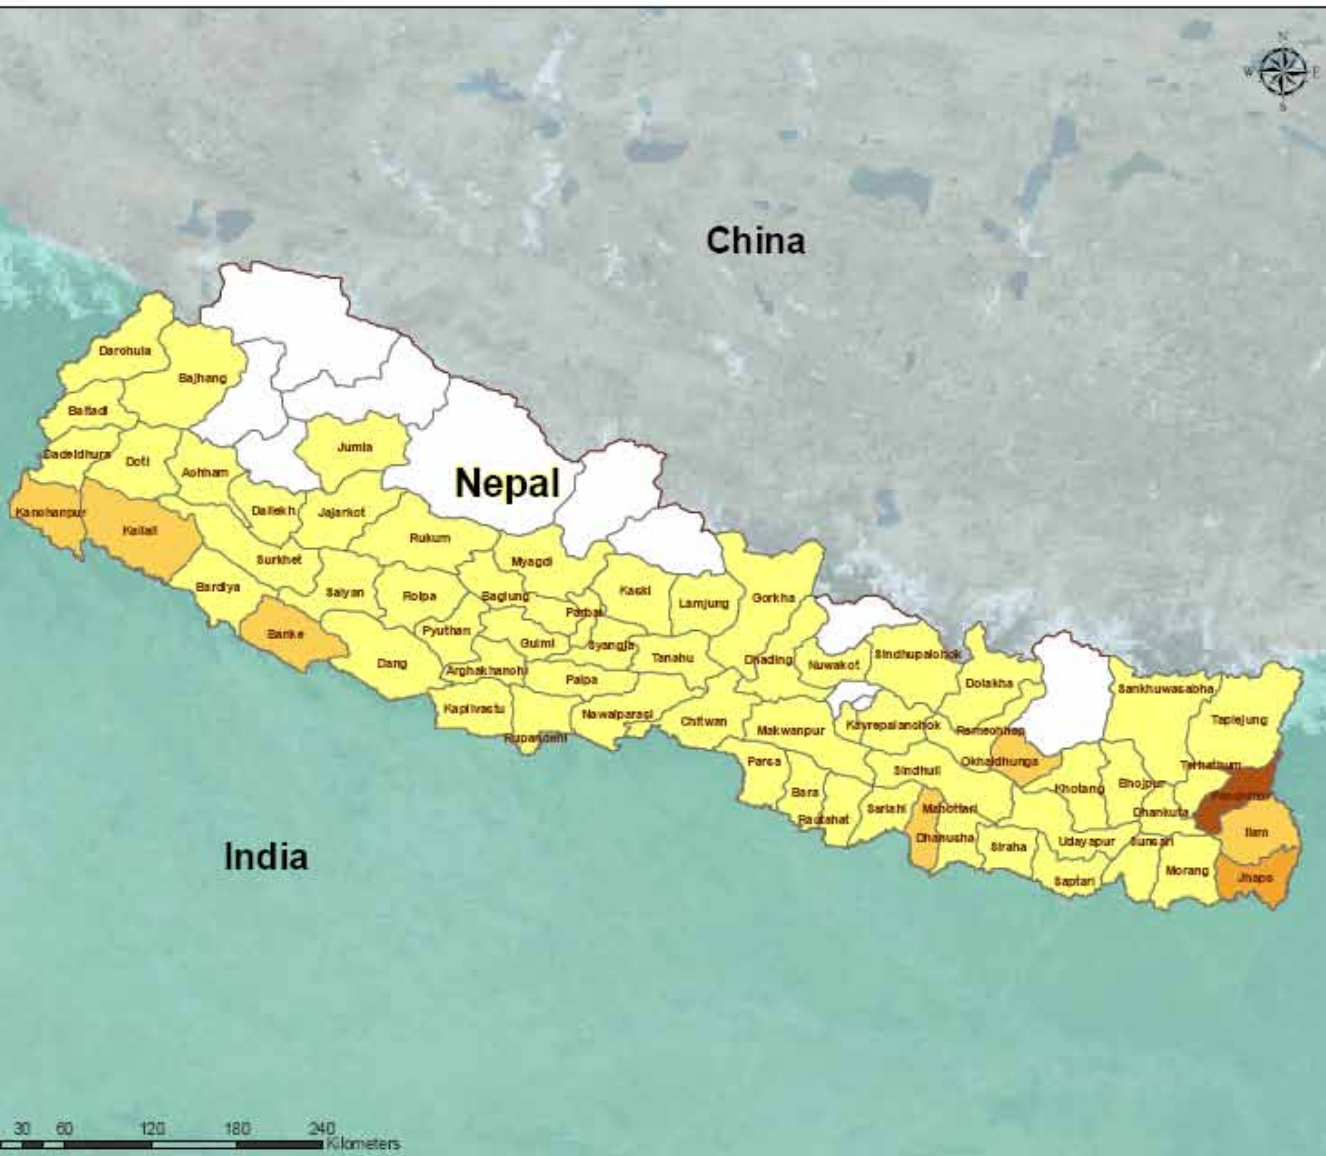 N
W E
S
China
Darchula
Bajhang
Baitadi
Dadeldhura
Doti
Achham
Jumla
Nepal
Kanchanpur
Kailali
Dailekh
Jajarkot
Rukum
Surkhet
Myagdi
Bardiya
Salyan
Rolpa
Baglung
Kaski
Lamjung
Gorkha
Parbat
Banke
Pyuthan
Gulmi
Syangja
Tanahu
Dhading
Nuwakot
Sindhupalchok
Dang
Arghakhanchi
Palpa
Dolakha
Sankhuwasabha
Kapilvastu
Nawalparasi
Chitwan
Makwanpur
Kavrepalanchok
Ramechhap
Taplejung
Rupandehi
Parsa
Sindhuli
Okhaldhunga
Terhathum
Bara
Khotang
Bhojpur
Rautahat
Sarlahi
Mahottari
Dhankuta
Dhanusha
Siraha
Udayapur
Sunsari
Ilam
India
Saptari
Morang
Jhapa
30 60 120 180 240
Kilometers